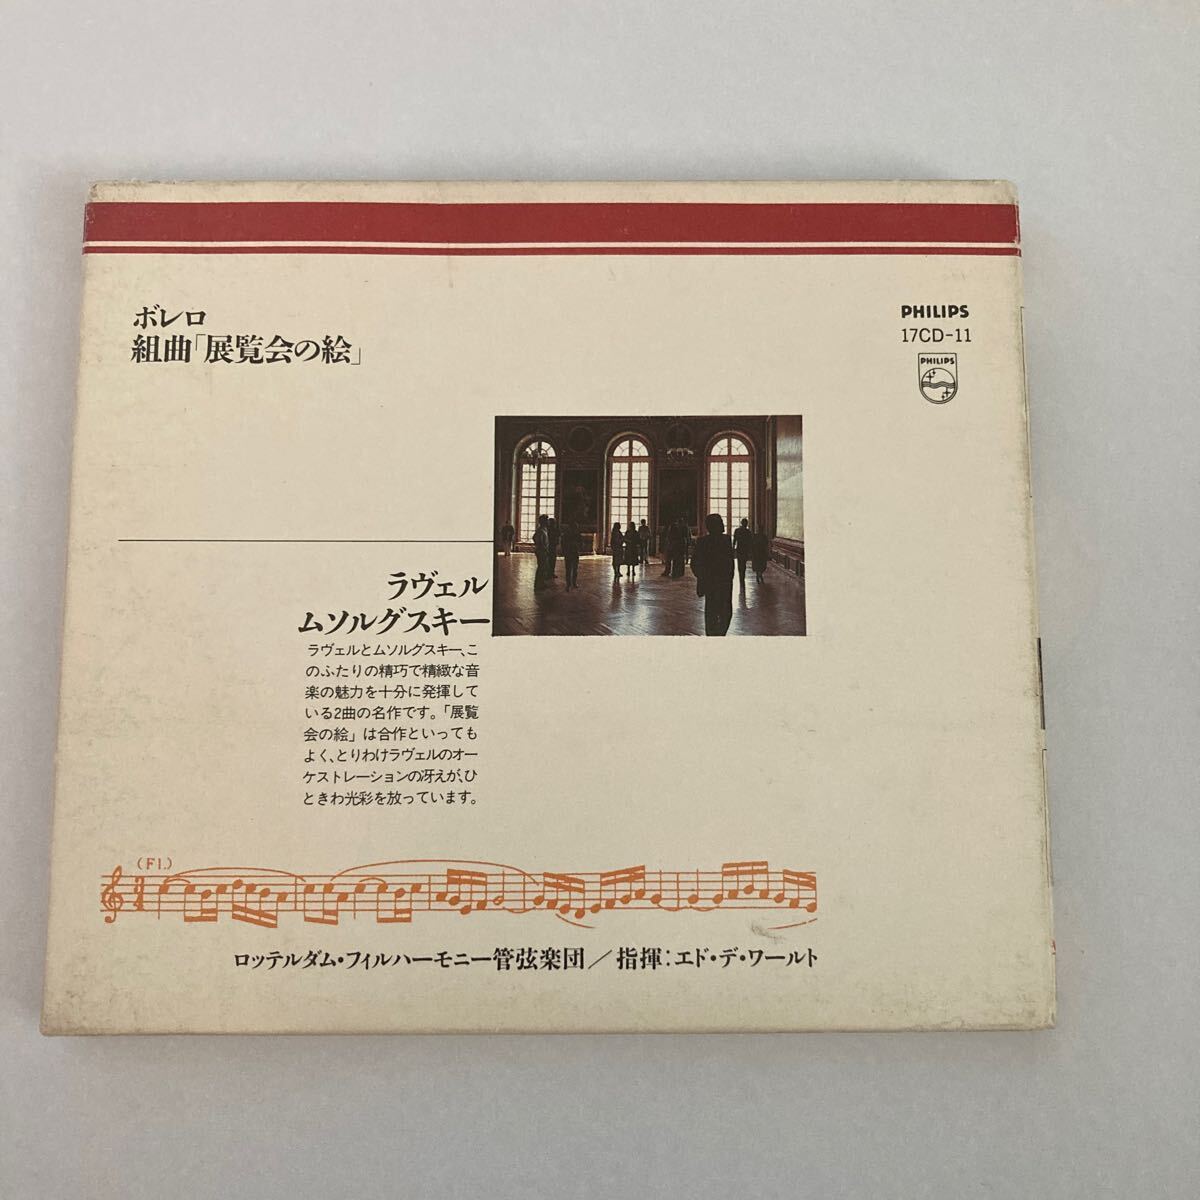 ボレロ
組曲「展覧会の絵」
PHILIPS
17CD-11
PHILIPS
ラヴェル
ムソルグスキー
ラヴェルとムソルグスキー、こ
のふたりの精巧で精緻な音
楽の魅力を十分に発揮して
いる2曲の名作です。「展覧
会の絵」は合作といっても
よく、とりわけラヴェルのオー
ケストレーションの冴えが、ひ
ときわ光彩を放っています。
(Fl.)
3
4
ロッテルダム・フィルハーモニー管弦楽団/指揮:エド・デ・ワールト